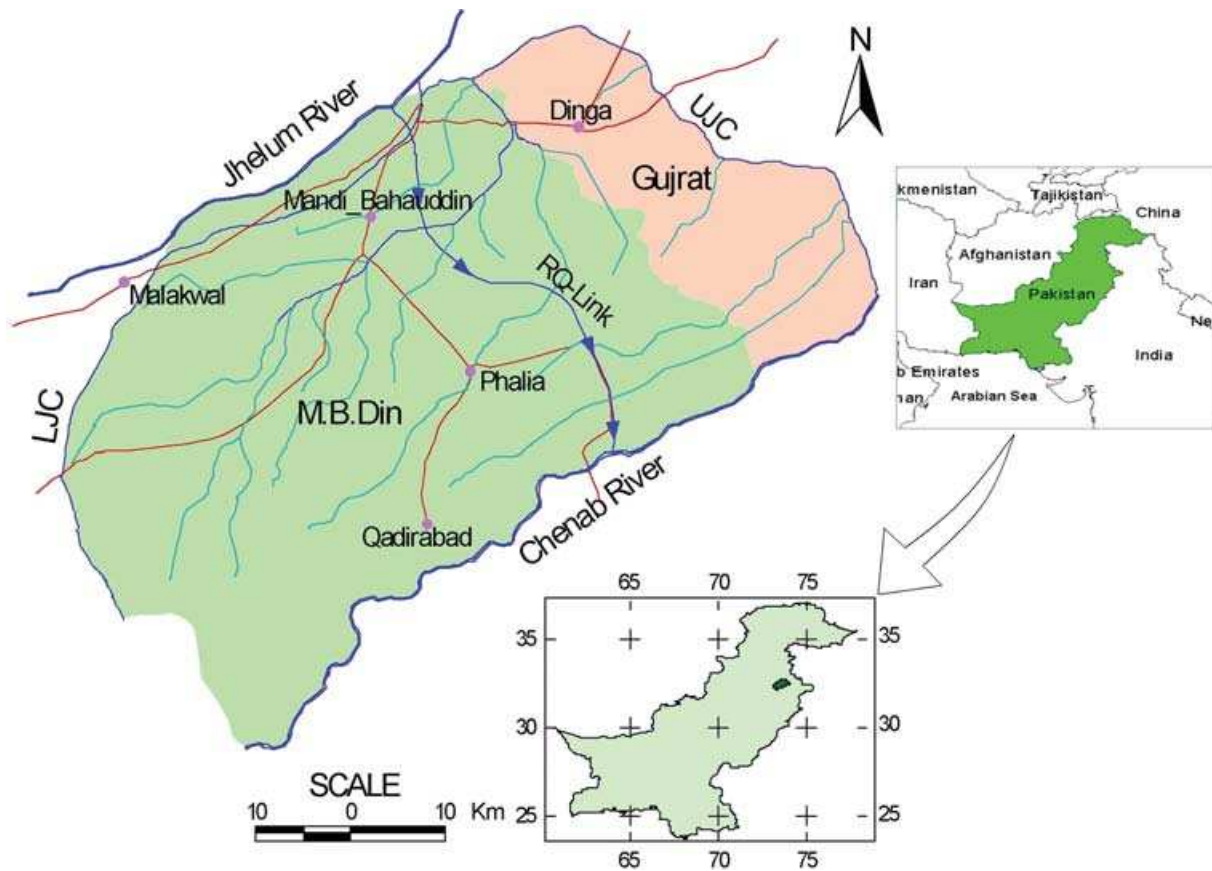 N
Jhelum River
Dinga
UJC
Gujrat
Mandi_Bahauddin
Malakwal
RQ-Link
Phalia
LJC
M.B.Din
Chenab River
Qadirabad
kmenistan
Tajikistan
China
Afghanistan
Iran
Pakistan
Ne
India
b Emirates
nan
Arabian Sea
65 70 75
35 35
30 30
25 25
65 70 75
SCALE
10 0 10 Km